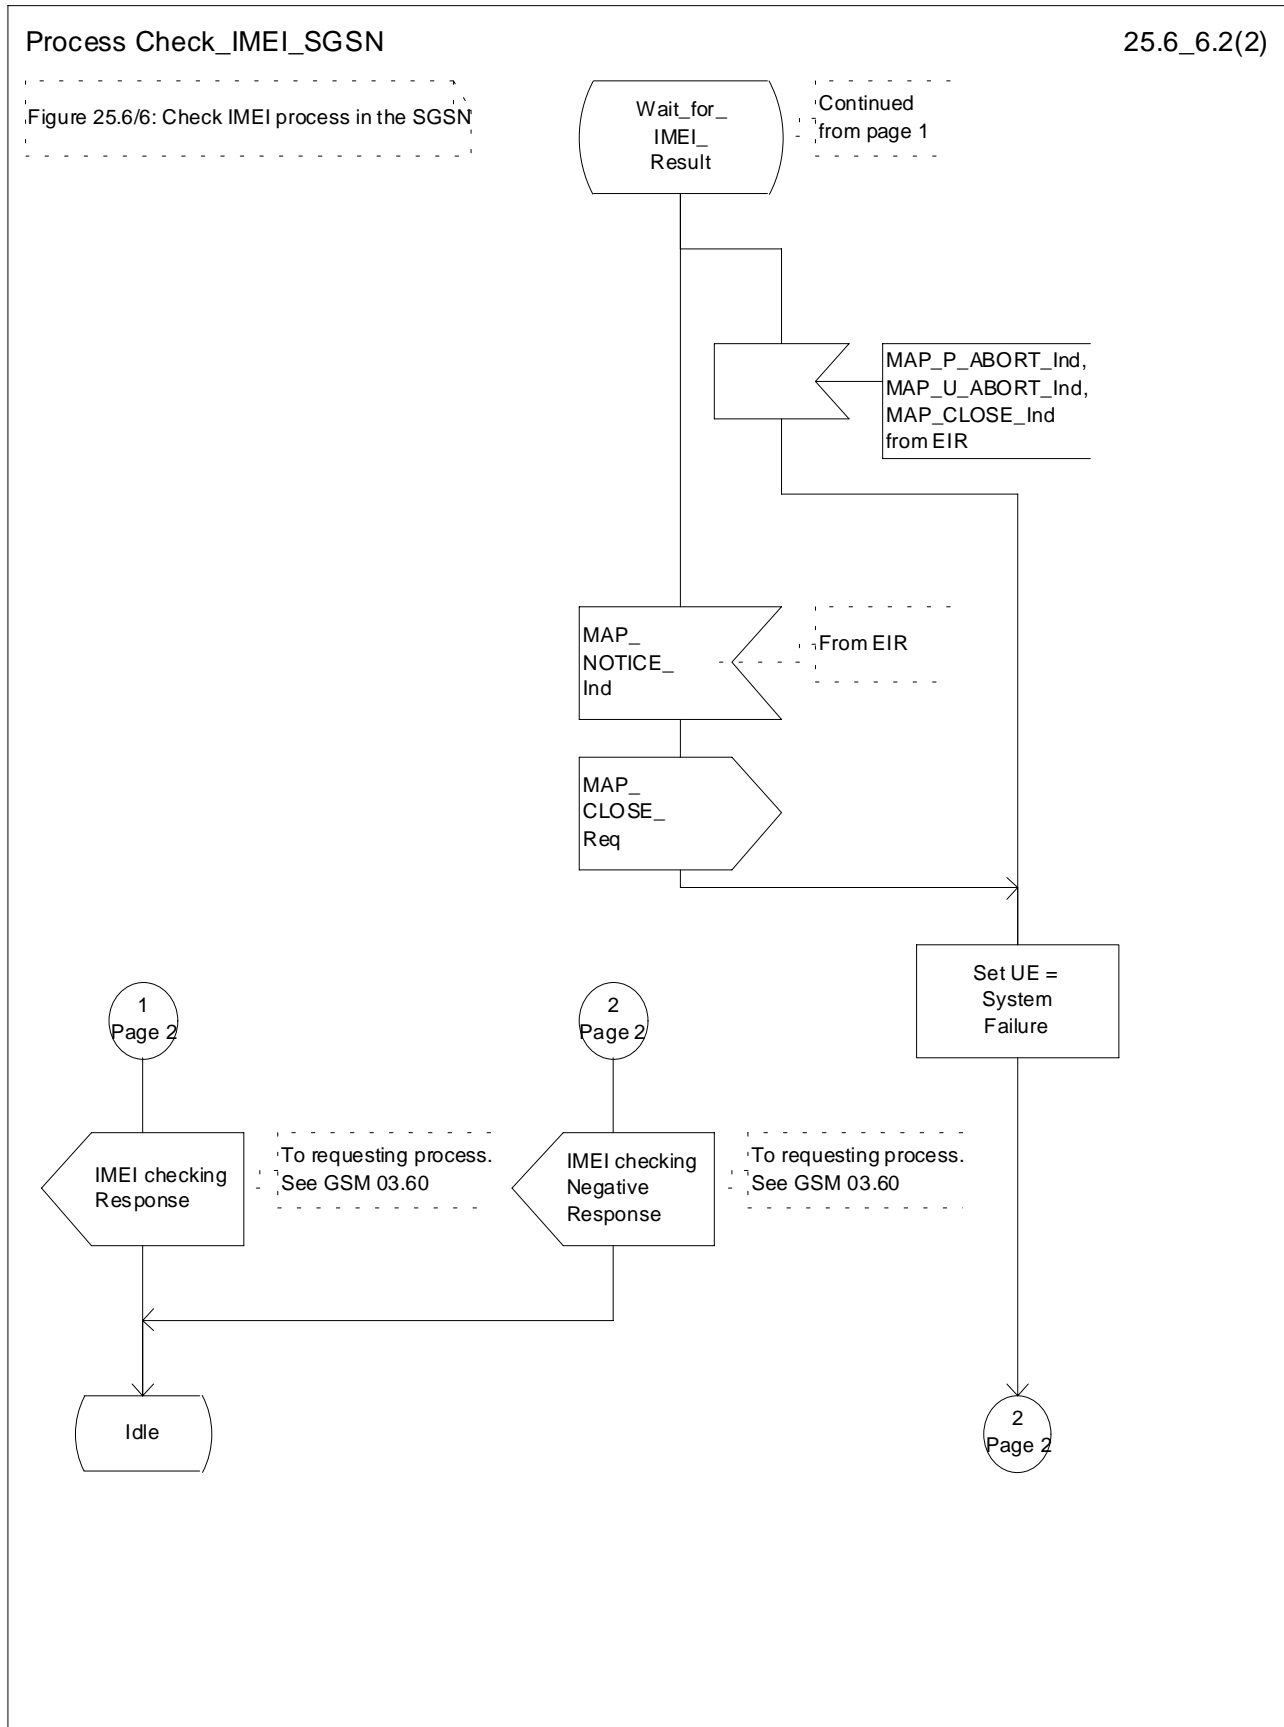 Process Check_IMEI_SGSN
25.6_6.2(2)
Figure 25.6/6: Check IMEI process in the SGSN
Wait_for_
IMEI_
Result
Continued
from page 1
MAP_P_ABORT_Ind,
MAP_U_ABORT_Ind,
MAP_CLOSE_Ind
from EIR
MAP_
NOTICE_
Ind
From EIR
MAP_
CLOSE_
Req
Set UE =
System
Failure
1
Page 2
2
Page 2
IMEI checking
Response
To requesting process.
See GSM 03.60
IMEI checking
Negative
Response
To requesting process.
See GSM 03.60
Idle
2
Page 2